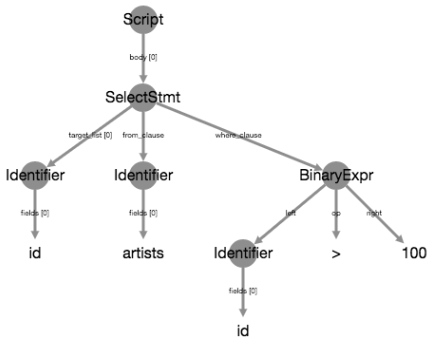 Script
body [0]
SelectStmt
target_list [0] from_clause where_clause
Identifier Identifier BinaryExpr
fields [0] fields [0] left op right
id artists Identifier > 100
fields [0]
id